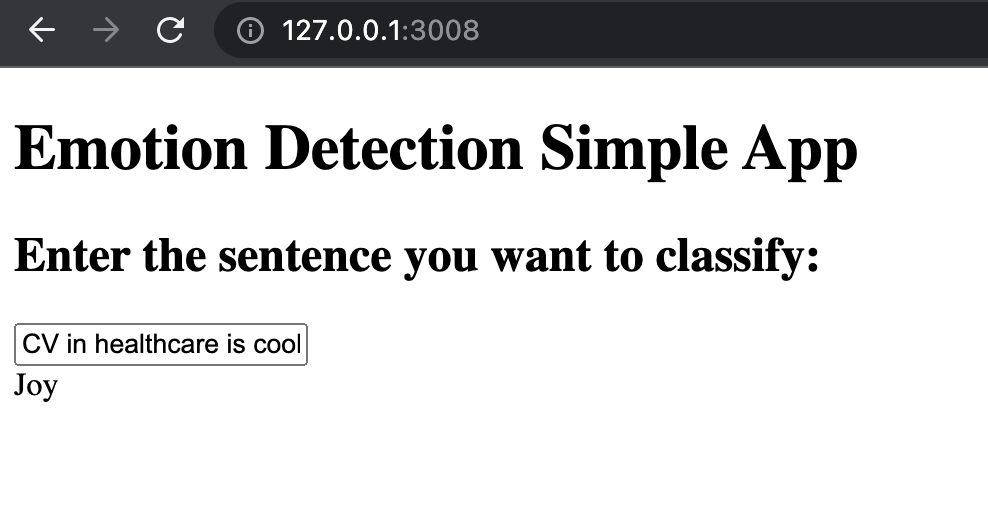 127.0.0.1:3008
Emotion Detection Simple App
Enter the sentence you want to classify:
CV in healthcare is cool
Joy